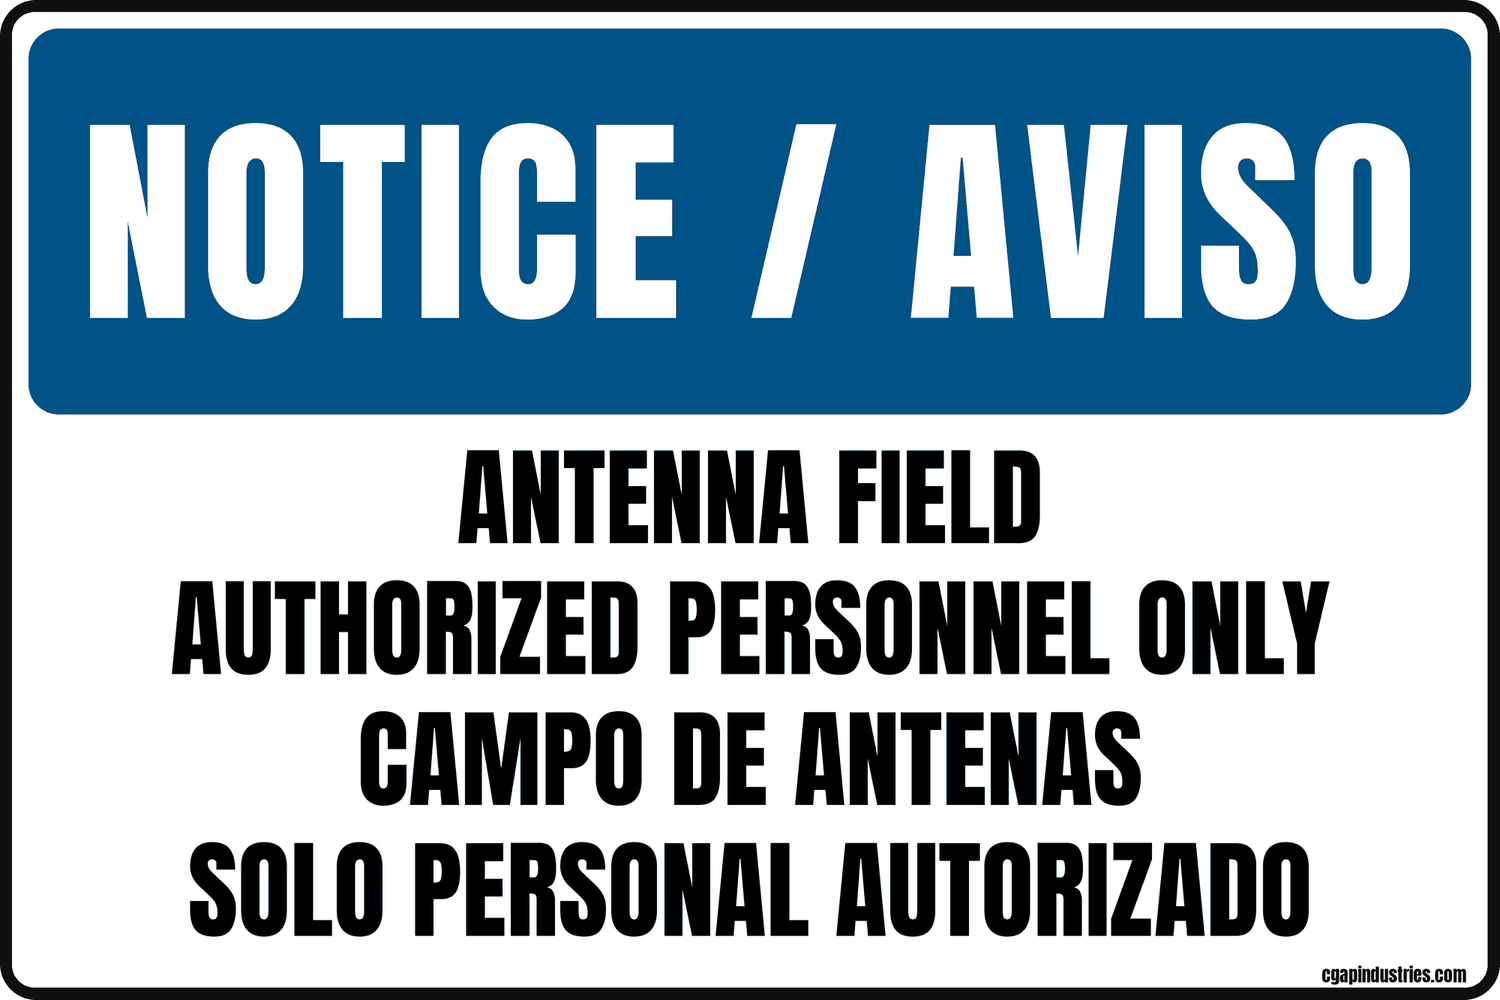 NOTICE / AVISO
ANTENNA FIELD
AUTHORIZED PERSONNEL ONLY
CAMPO DE ANTENAS
SOLO PERSONAL AUTORIZADO
cgapindustries.com